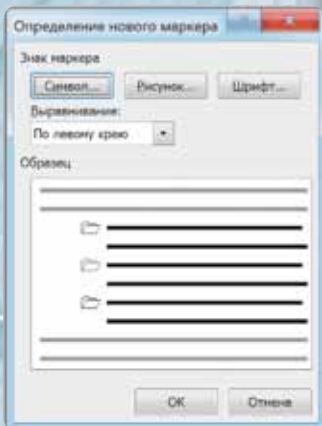 Определение нового маркера
Знак маркера
Символ... Рисунок... Шрифт...
Выравнивание:
По левому краю
Образец
ОК Отмена